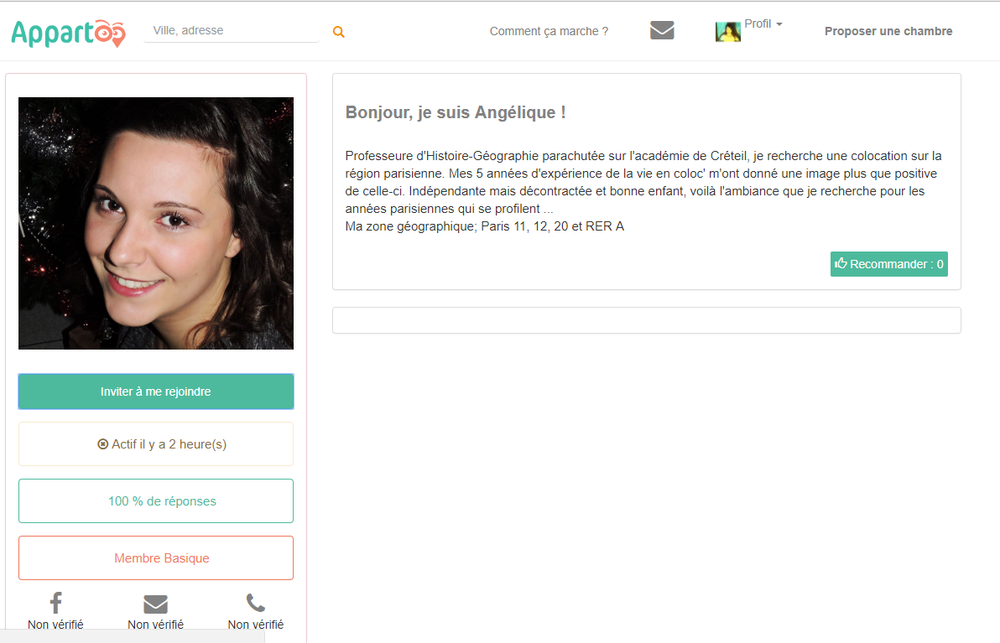 Appartoo
Ville, adresse
Comment ça marche ?
Profil
Proposer une chambre
Inviter à me rejoindre
Actif il y a 2 heure(s)
100 % de réponses
Membre Basique
Non vérifié Non vérifié Non vérifié
Bonjour, je suis Angélique !
Professeure d'Histoire-Géographie parachutée sur l'académie de Créteil, je recherche une colocation sur la
région parisienne. Mes 5 années d'expérience de la vie en coloc' m'ont donné une image plus que positive
de celle-ci. Indépendante mais décontractée et bonne enfant, voilà l'ambiance que je recherche pour les
années parisiennes qui se profilent ...
Ma zone géographique; Paris 11, 12, 20 et RER A
Recommander : 0